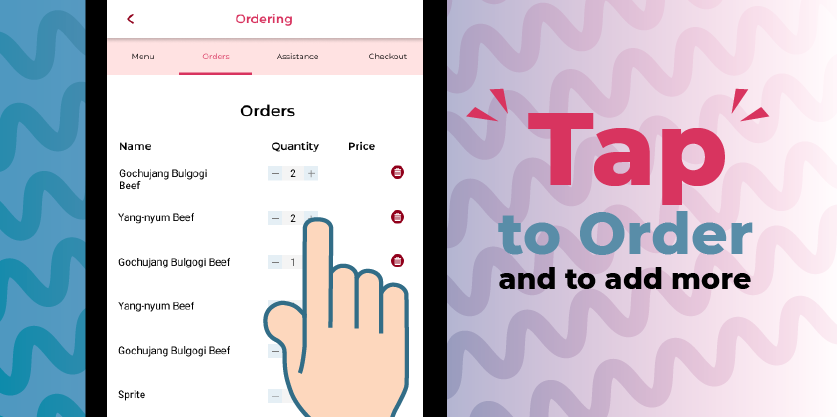 Ordering
Menu Orders Assistance Checkout
Orders
Name Quantity Price
Gochujang Bulgogi
Beef
− 2 +
Yang-nyum Beef − 2 +
Gochujang Bulgogi Beef − 1
Yang-nyum Beef
Gochujang Bulgogi Beef −
Sprite −
Tap
to Order
and to add more